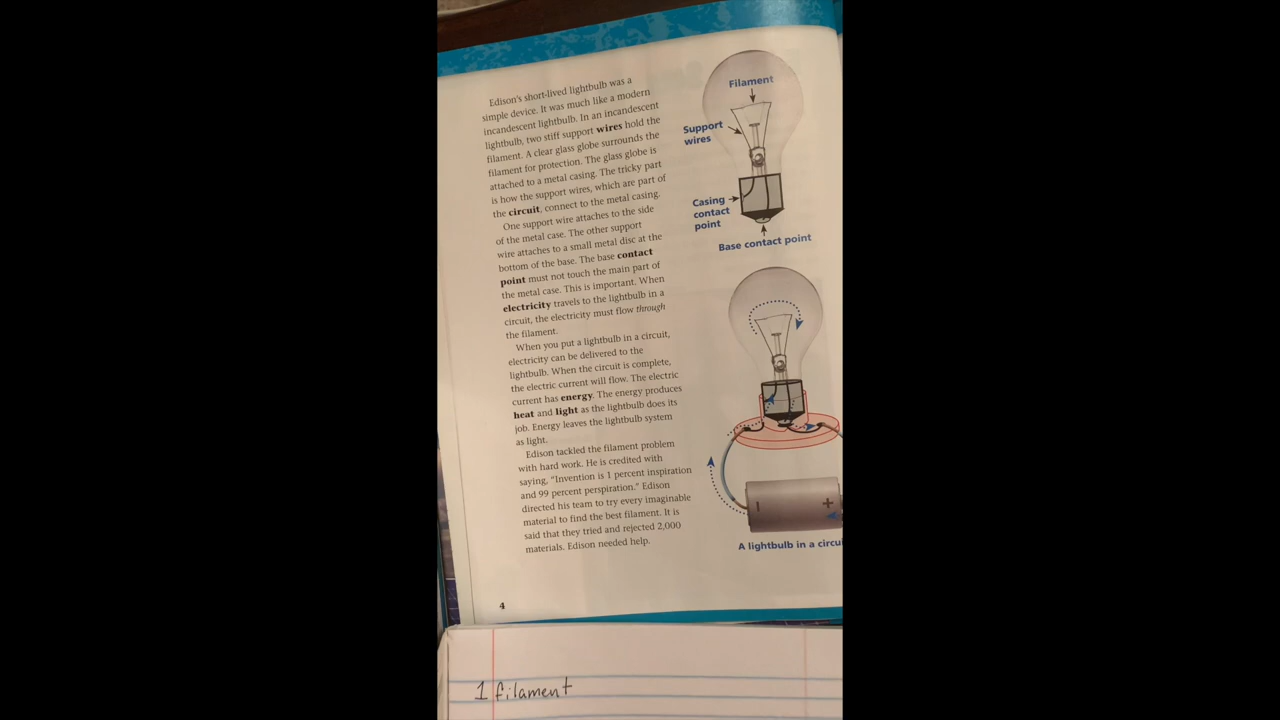 Edison's short-lived lightbulb was a
simple device. It was much like a modern
incandescent lightbulb. In an incandescent
lightbulb, two stiff support wires hold the
filament. A clear glass globe surrounds the
filament for protection. The glass globe is
attached to a metal casing. The tricky part
is how the support wires, which are part of
the circuit, connect to the metal casing.
One support wire attaches to the side
of the metal case. The other support
wire attaches to a small metal disc at the
bottom of the base. The base contact
point must not touch the main part of
the metal case. This is important. When
electricity travels to the lightbulb in a
circuit, the electricity must flow through
the filament.
When you put a lightbulb in a circuit,
electricity can be delivered to the
lightbulb. When the circuit is complete,
the electric current will flow. The electric
current has energy. The energy produces
heat and light as the lightbulb does its
job. Energy leaves the lightbulb system
as light.
Edison tackled the filament problem
with hard work. He is credited with
saying, "Invention is 1 percent inspiration
and 99 percent perspiration." Edison
directed his team to try every imaginable
material to find the best filament. It is
said that they tried and rejected 2,000
materials. Edison needed help.
4
Filament
Support
wires
Casing
contact
point
Base contact point
−
+
A lightbulb in a circu
1 filament